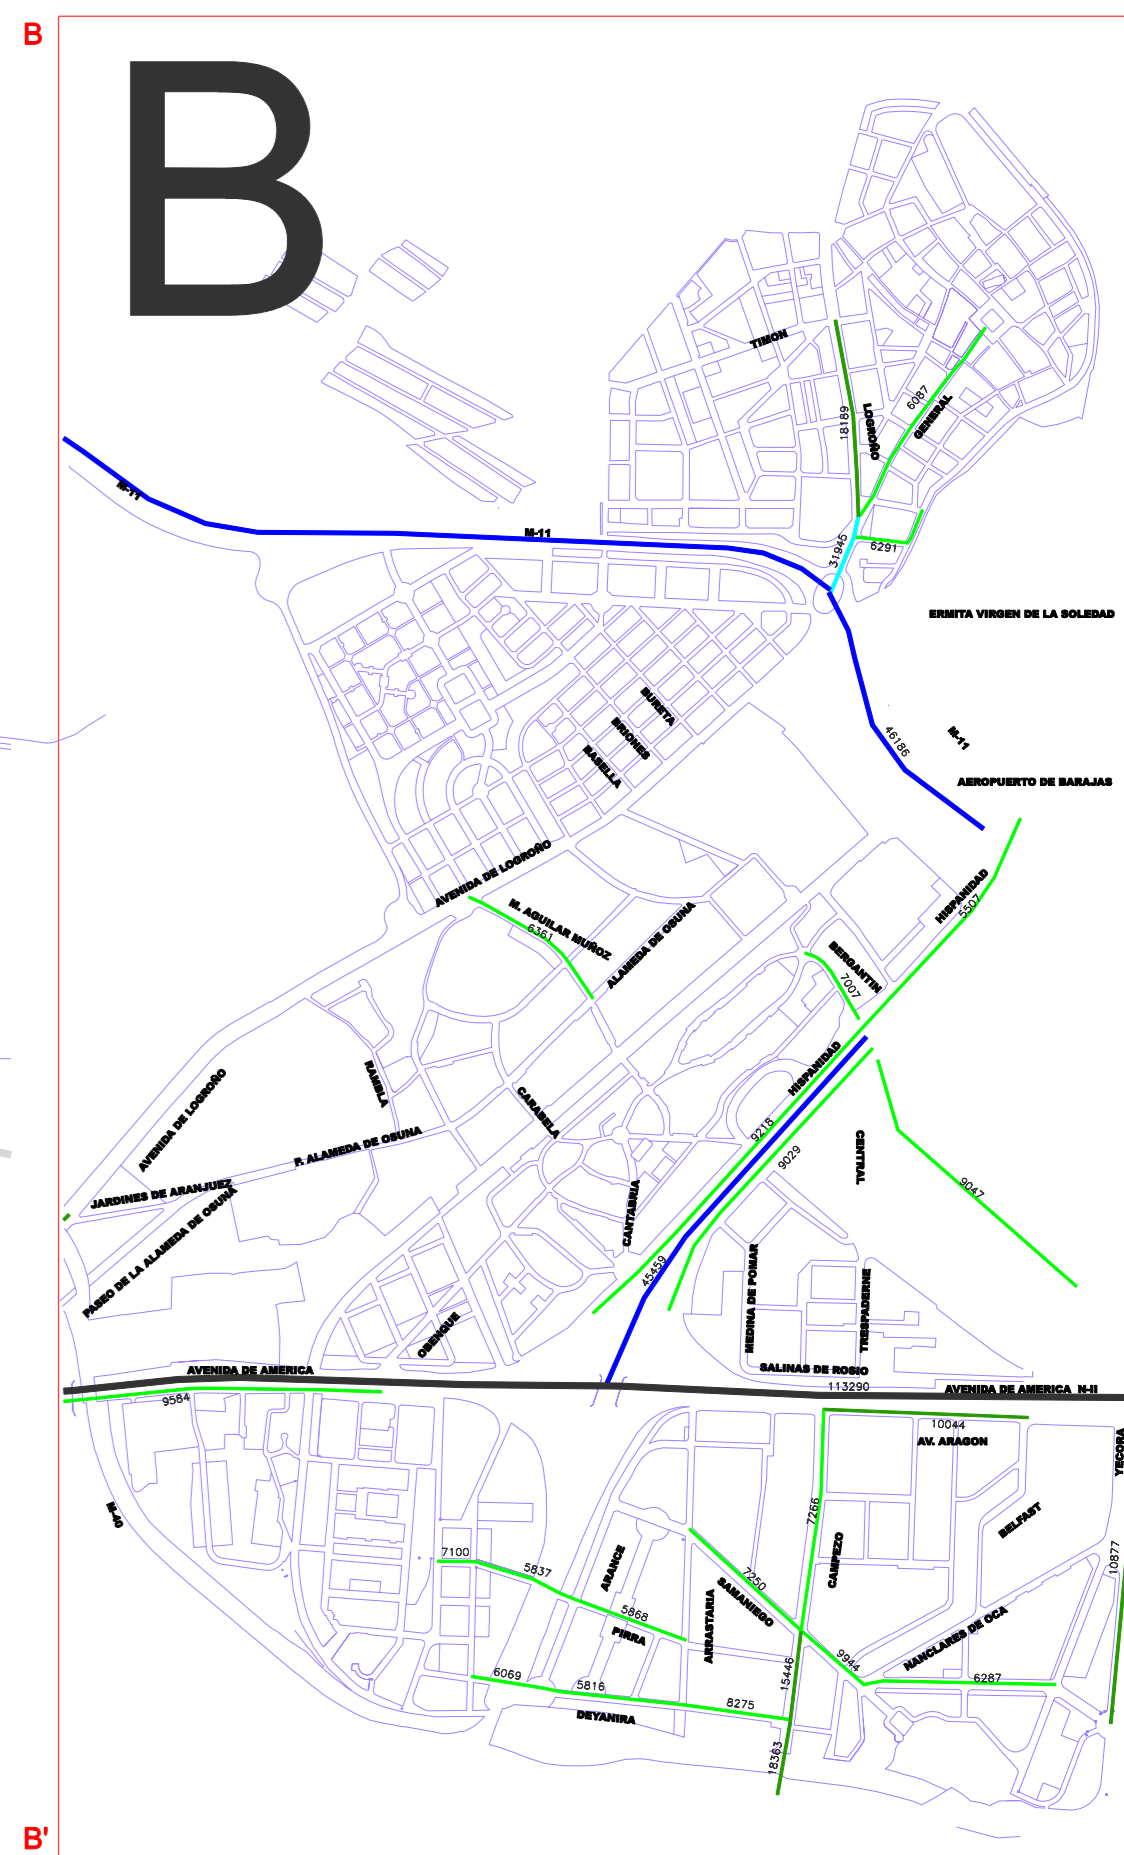 B
B
TIMON
6087
LOGROÑO
GENERAL
18189
M-11
M-11
31945
6291
ERMITA VIRGEN DE LA SOLEDAD
BURETA
BRIONES
BASELLA
46186
M-11
AEROPUERTO DE BARAJAS
AVENIDA DE LOGROÑO
M. AGUILAR MUÑOZ
6361
ALAMEDA DE OSUNA
HISPANIDAD
5507
BERGANTIN
7007
HISPANIDAD
RAMBLA
CARABELA
AVENIDA DE LOGROÑO
9218
9029
CENTRAL
P. ALAMEDA DE OSUNA
9047
JARDINES DE ARANJUEZ
CANTABRIA
PASEO DE LA ALAMEDA DE OSUNA
45459
MEDINA DE POMAR
TRESPADERNE
OBENQUE
AVENIDA DE AMERICA
SALINAS DE ROSIO
113290
AVENIDA DE AMERICA N-II
9584
10044
AV. ARAGON
YECORA
M-40
7266
BELFAST
7100
5837
ARANCE
7250
CAMPEZO
10877
SAMANIEGO
5868
PIRRA
ARRASTARIA
NANCLARES DE OCA
9944
6069
5816
15446
6287
8275
DEYANIRA
18363
B'